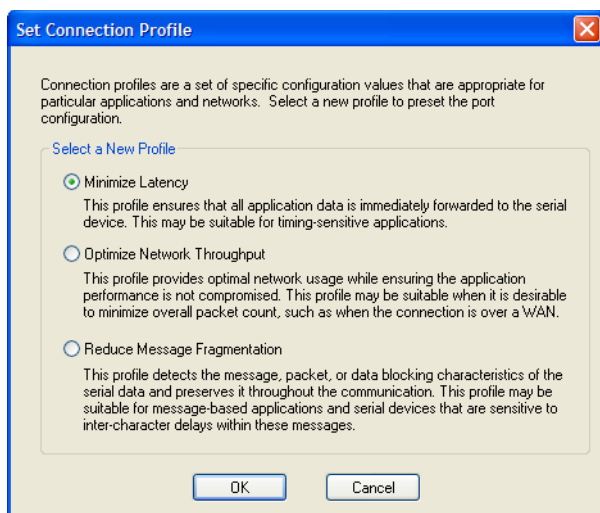 Set Connection Profile
Connection profiles are a set of specific configuration values that are appropriate for
particular applications and networks. Select a new profile to preset the port
configuration.
Select a New Profile
Minimize Latency
This profile ensures that all application data is immediately forwarded to the serial
device. This may be suitable for timing-sensitive applications.
Optimize Network Throughput
This profile provides optimal network usage while ensuring the application
performance is not compromised. This profile may be suitable when it is desirable
to minimize overall packet count, such as when the connection is over a WAN.
Reduce Message Fragmentation
This profile detects the message, packet, or data blocking characteristics of the
serial data and preserves it throughout the communication. This profile may be
suitable for message-based applications and serial devices that are sensitive to
inter-character delays within these messages.
OK
Cancel